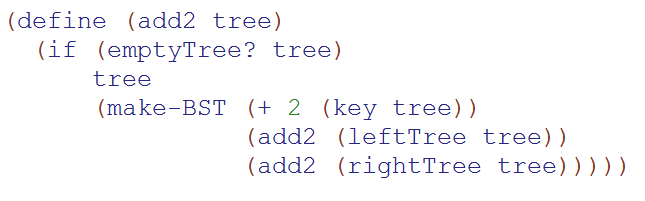 (define (add2 tree)
  (if (emptyTree? tree)
      tree
      (make-BST (+ 2 (key tree))
                (add2 (leftTree tree))
                (add2 (rightTree tree)))))